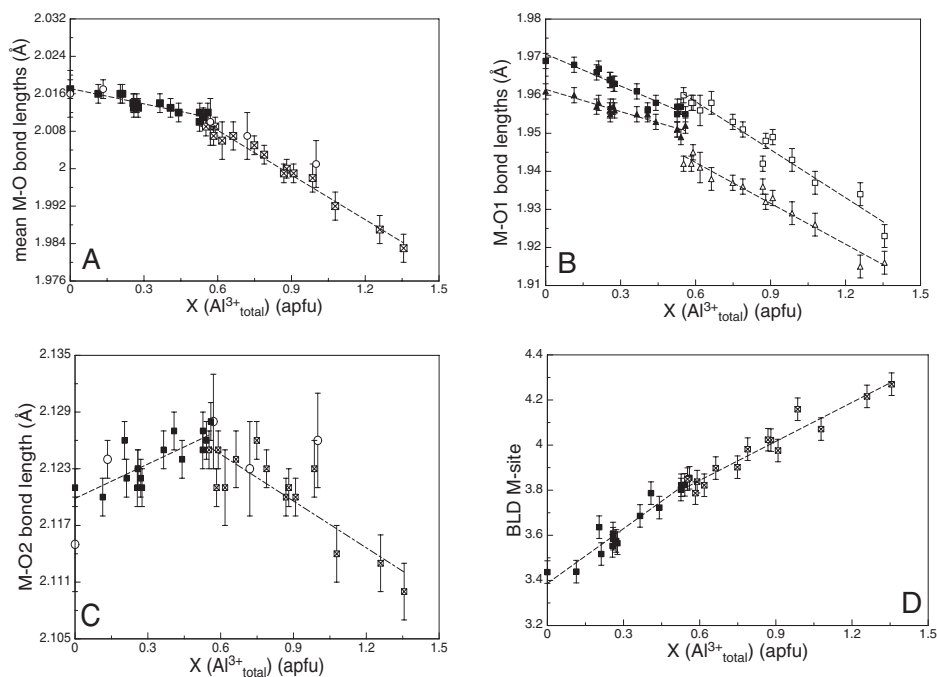 2.032
2.024
2.016
2.008
2
1.992
1.984
1.976
mean M-O bond lengths (Å)
A
0 0.3 0.6 0.9 1.2 1.5
X (Al³⁺total) (apfu)
1.98
1.97
1.96
1.95
1.94
1.93
1.92
1.91
M-O1 bond lengths (Å)
B
0 0.3 0.6 0.9 1.2 1.5
X (Al³⁺total) (apfu)
2.135
2.129
2.123
2.117
2.111
2.105
M-O2 bond length (Å)
C
0 0.3 0.6 0.9 1.2 1.5
X (Al³⁺total) (apfu)
4.4
4.2
4
3.8
3.6
3.4
3.2
BLD M-site
D
0 0.3 0.6 0.9 1.2 1.5
X (Al³⁺total) (apfu)